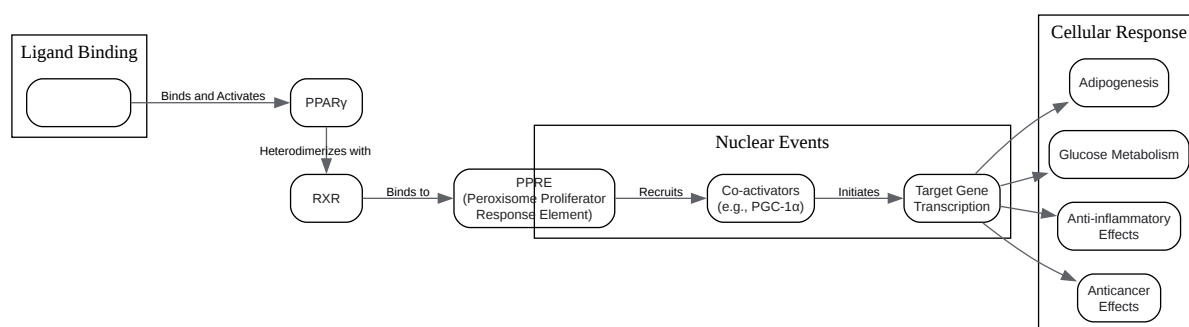 Ligand Binding
Binds and Activates
PPARγ
Heterodimerizes with
RXR
Binds to
PPRE
(Peroxisome Proliferator
Response Element)
Nuclear Events
Recruits
Co-activators
(e.g., PGC-1α)
Initiates
Target Gene
Transcription
Cellular Response
Adipogenesis
Glucose Metabolism
Anti-inflammatory
Effects
Anticancer
Effects